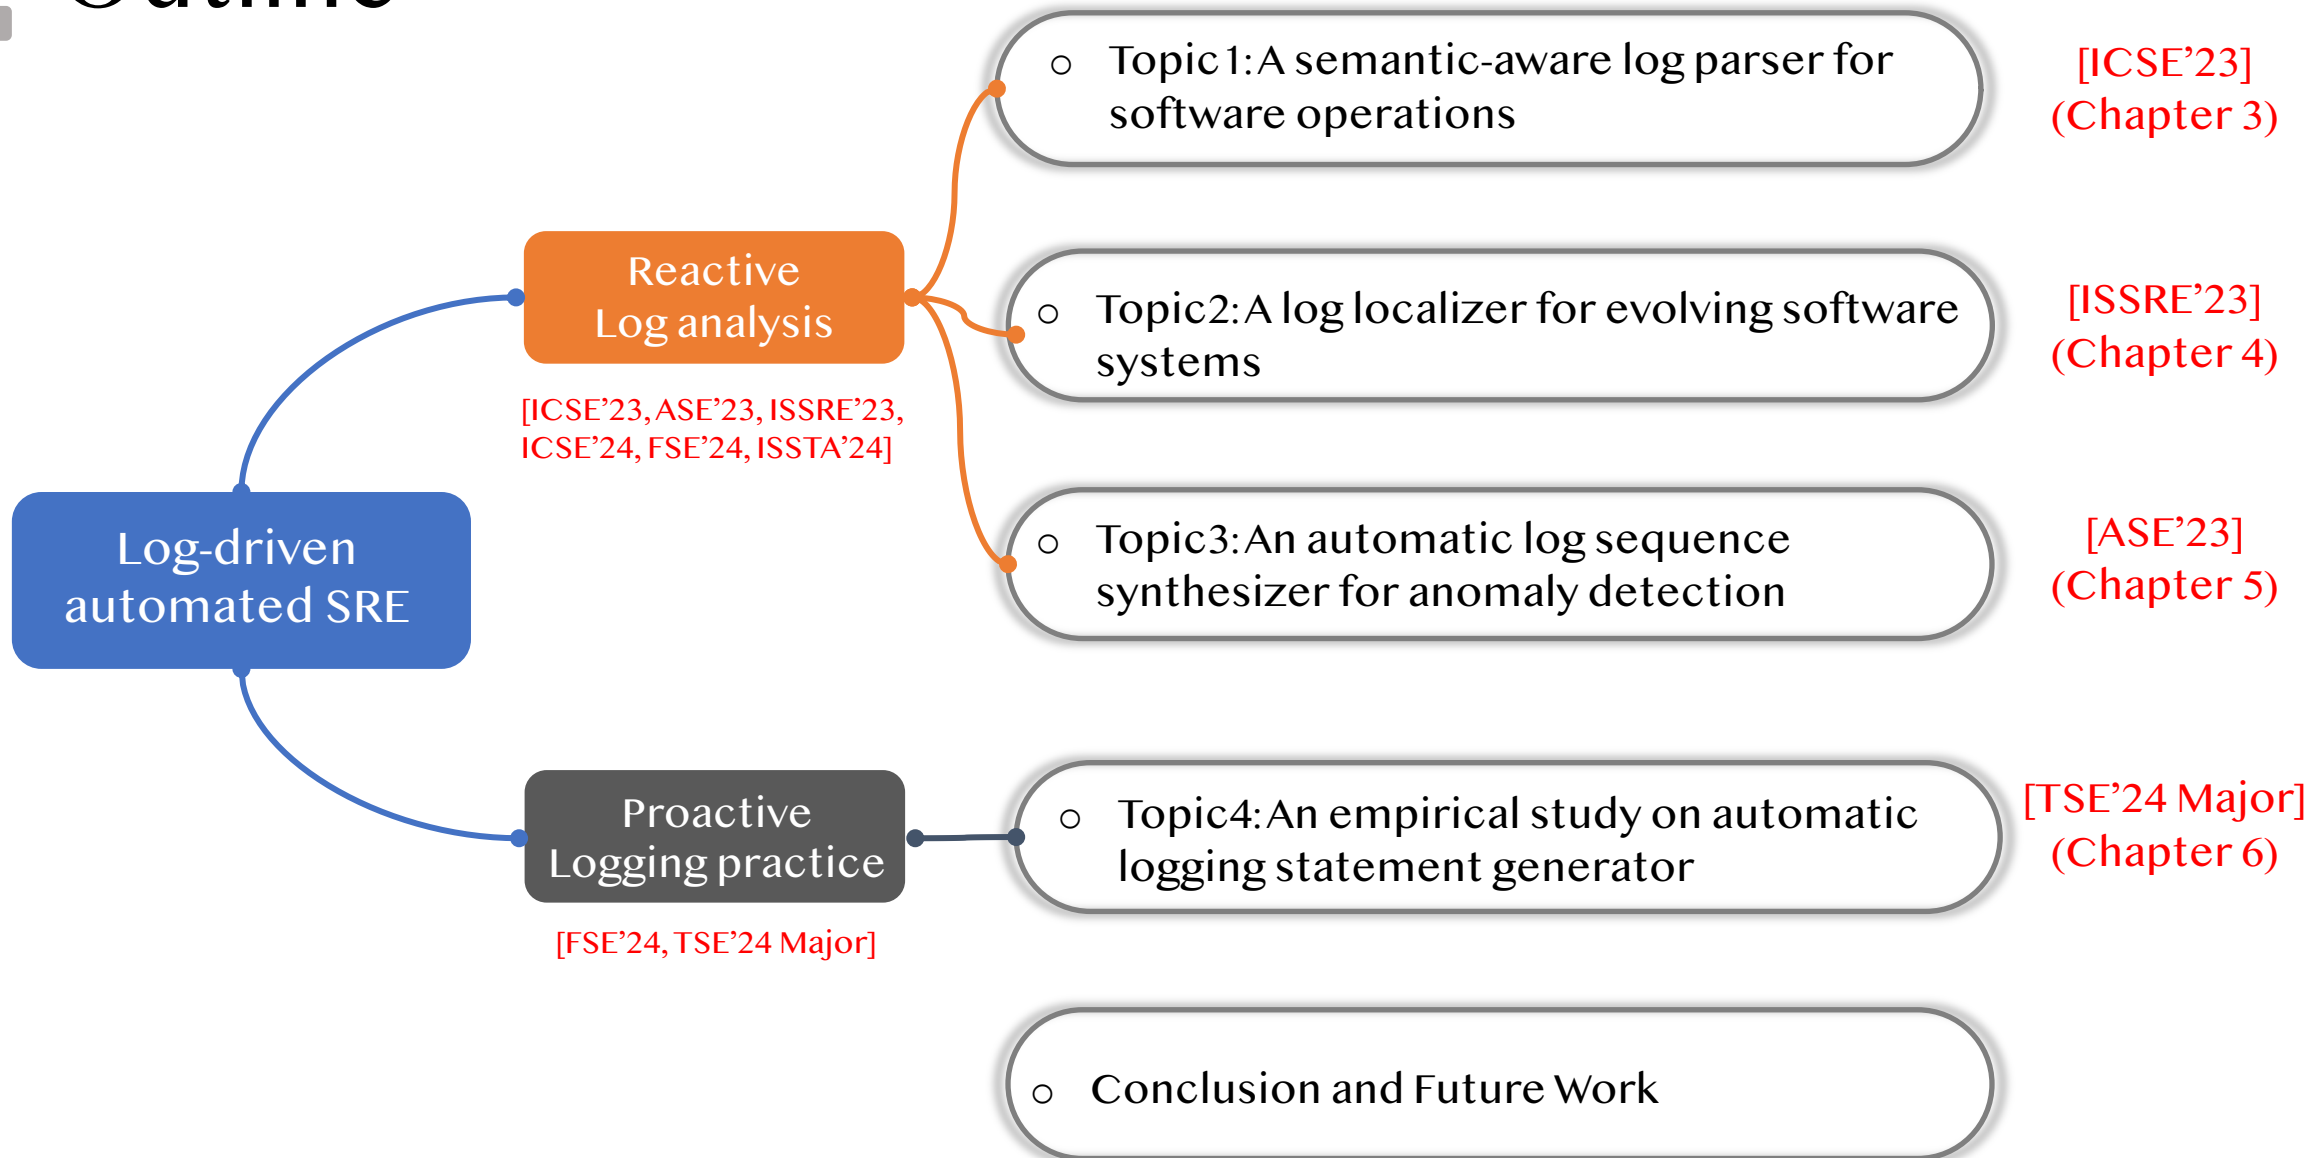 Outline
Topic1: A semantic-aware log parser for
software operations
[ICSE’23]
(Chapter 3)
Reactive
Log analysis
[ICSE’23, ASE’23, ISSRE’23,
ICSE’24, FSE’24, ISSTA’24]
Topic2: A log localizer for evolving software
systems
[ISSRE’23]
(Chapter 4)
Log-driven
automated SRE
Topic3: An automatic log sequence
synthesizer for anomaly detection
[ASE’23]
(Chapter 5)
Proactive
Logging practice
[FSE’24, TSE’24 Major]
Topic4: An empirical study on automatic
logging statement generator
[TSE’24 Major]
(Chapter 6)
Conclusion and Future Work